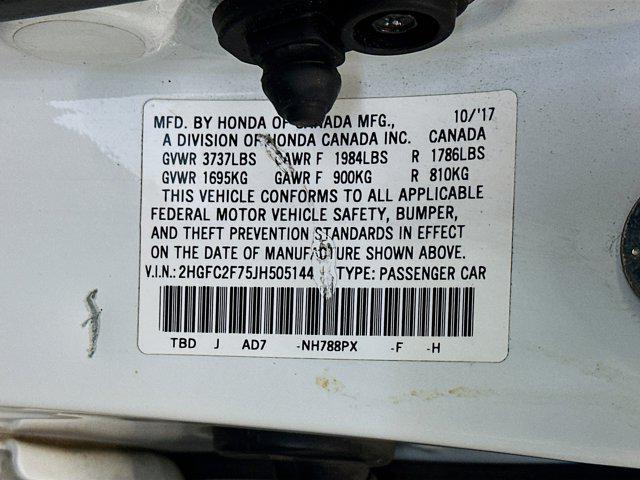 MFD. BY HONDA OF CANADA MFG., 10/'17
A DIVISION OF HONDA CANADA INC. CANADA
GVWR 3737LBS GAWR F 1984LBS R 1786LBS
GVWR 1695KG GAWR F 900KG R 810KG
THIS VEHICLE CONFORMS TO ALL APPLICABLE
FEDERAL MOTOR VEHICLE SAFETY, BUMPER,
AND THEFT PREVENTION STANDARDS IN EFFECT
ON THE DATE OF MANUFACTURE SHOWN ABOVE.
V.I.N.: 2HGFC2F75JH505144 TYPE: PASSENGER CAR
TBD J AD7 -NH788PX -F -H